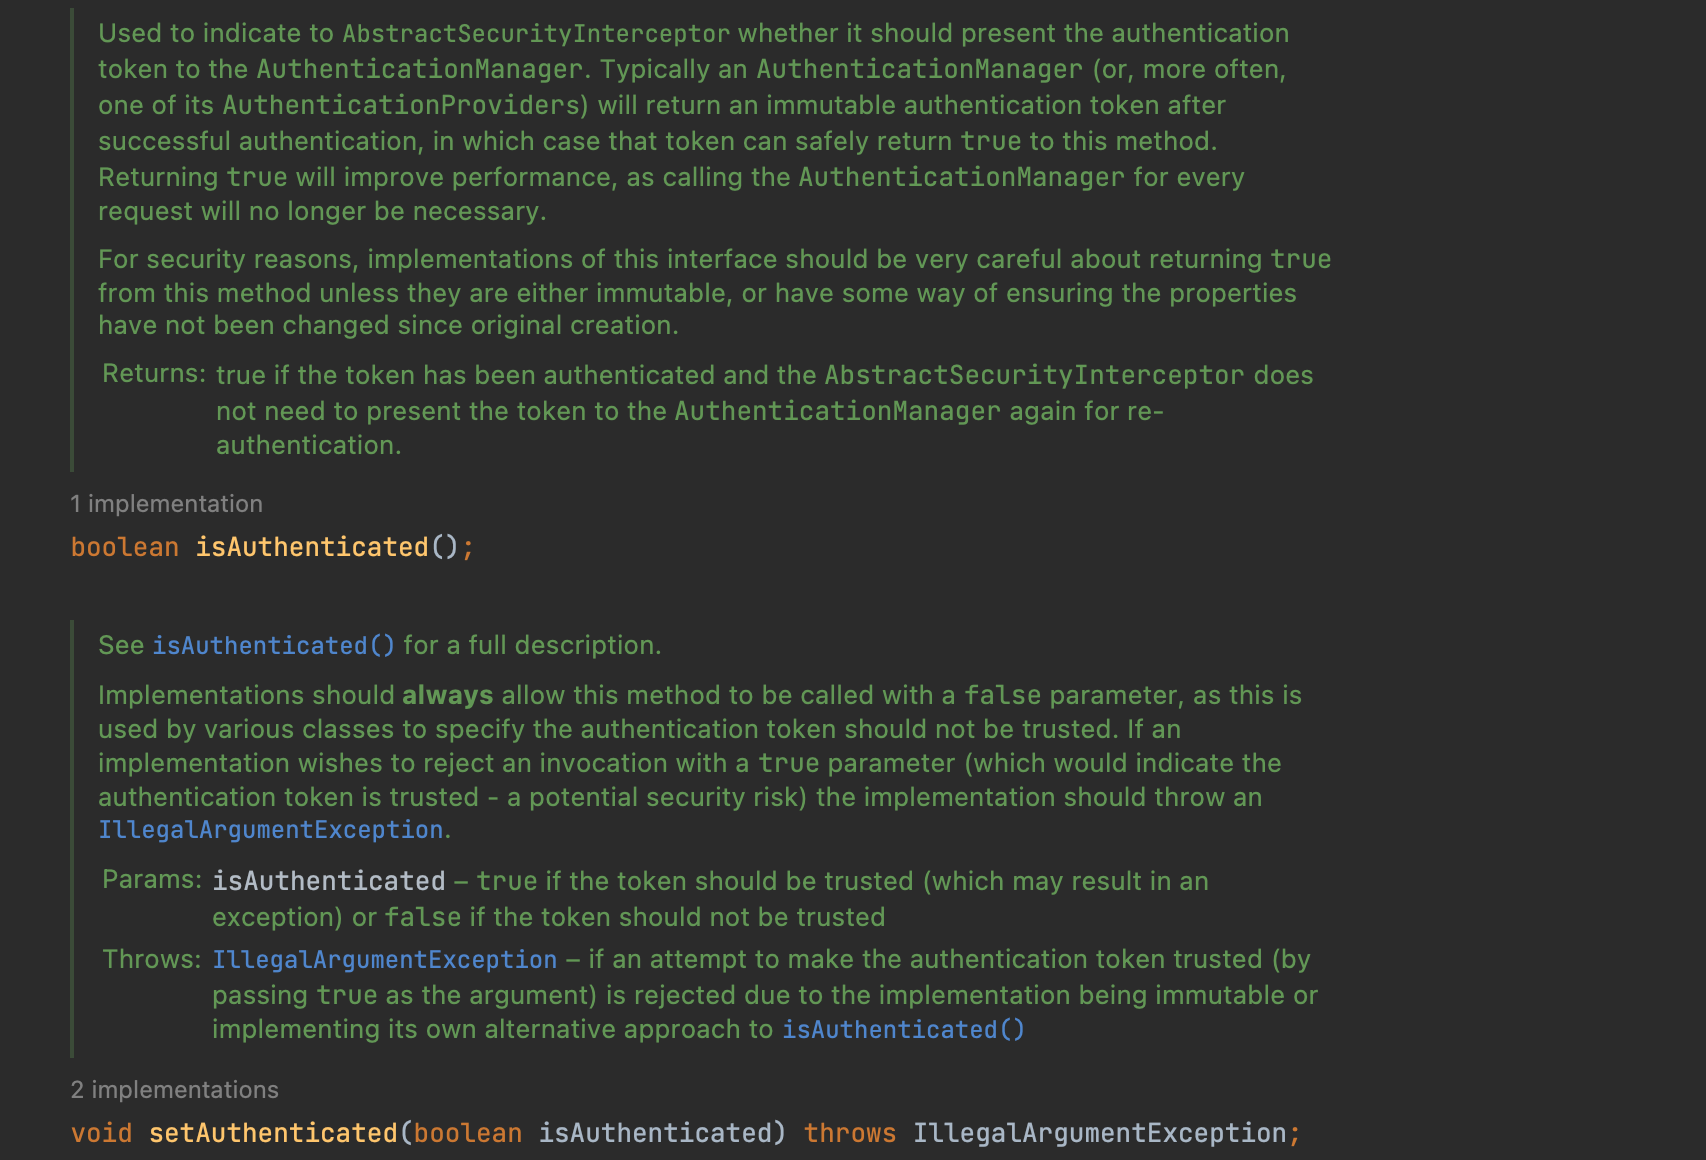 Used to indicate to AbstractSecurityInterceptor whether it should present the authentication
token to the AuthenticationManager. Typically an AuthenticationManager (or, more often,
one of its AuthenticationProviders) will return an immutable authentication token after
successful authentication, in which case that token can safely return true to this method.
Returning true will improve performance, as calling the AuthenticationManager for every
request will no longer be necessary.
For security reasons, implementations of this interface should be very careful about returning true
from this method unless they are either immutable, or have some way of ensuring the properties
have not been changed since original creation.
Returns: true if the token has been authenticated and the AbstractSecurityInterceptor does
not need to present the token to the AuthenticationManager again for re-
authentication.
1 implementation
boolean isAuthenticated();
See isAuthenticated() for a full description.
Implementations should always allow this method to be called with a false parameter, as this is
used by various classes to specify the authentication token should not be trusted. If an
implementation wishes to reject an invocation with a true parameter (which would indicate the
authentication token is trusted - a potential security risk) the implementation should throw an
IllegalArgumentException.
Params: isAuthenticated – true if the token should be trusted (which may result in an
exception) or false if the token should not be trusted
Throws: IllegalArgumentException – if an attempt to make the authentication token trusted (by
passing true as the argument) is rejected due to the implementation being immutable or
implementing its own alternative approach to isAuthenticated()
2 implementations
void setAuthenticated(boolean isAuthenticated) throws IllegalArgumentException;